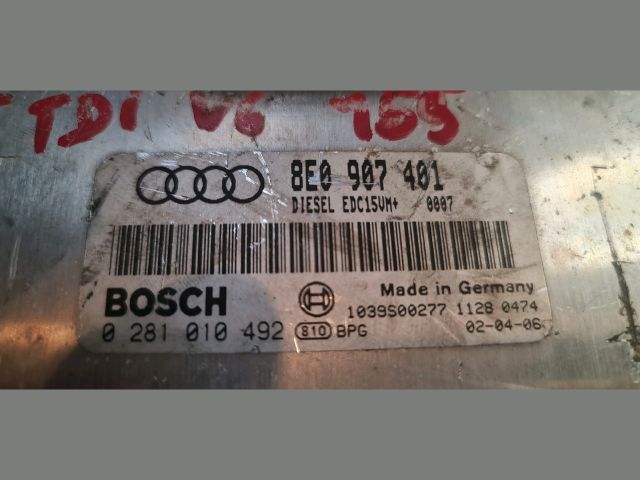 TDI V6 155
8E0 907 401
DIESEL EDC15VM+ 0007
BOSCH
Made in Germany
1039S00277 1128 0474
0 281 010 492 810 BPG
02-04-06